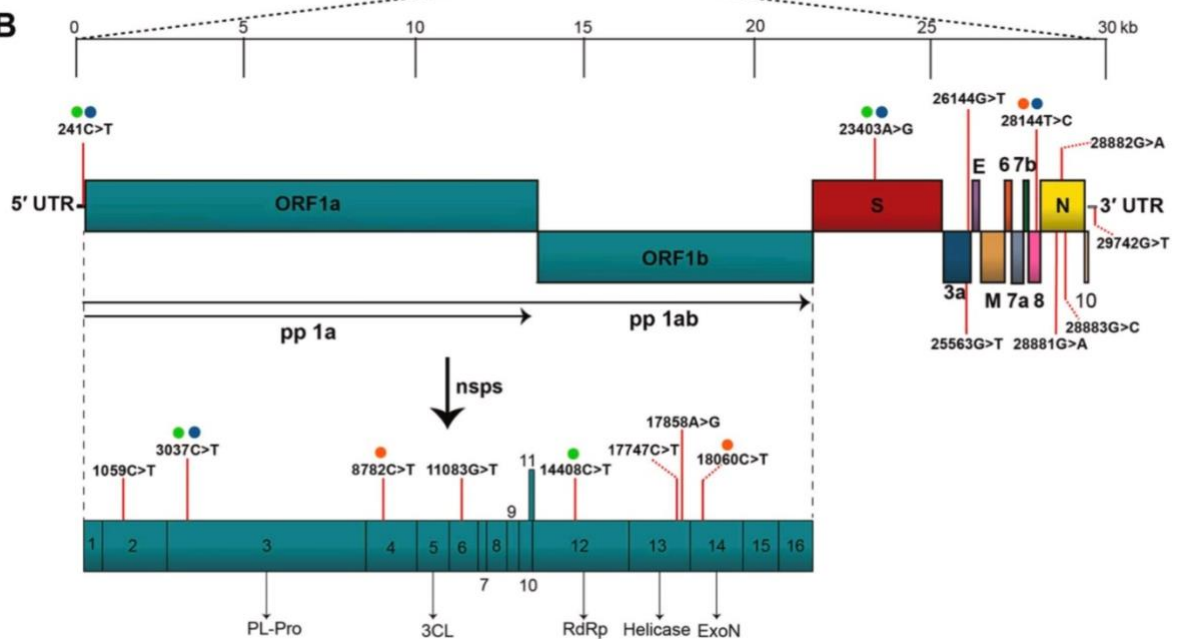 B
0 5 10 15 20 25 30 kb
26144G>T
241C>T 23403A>G 28144T>C
28882G>A
E 6 7b
5′ UTR ORF1a S N 3′ UTR
29742G>T
ORF1b
3a M 7a 8 10
pp 1a pp 1ab
28883G>C
25563G>T 28881G>A
nsps
17858A>G
3037C>T 17747C>T 18060C>T
1059C>T 8782C>T 11083G>T 11 14408C>T
9
1 2 3 4 5 6 8 12 13 14 15 16
7 10
PL-Pro 3CL RdRp Helicase ExoN